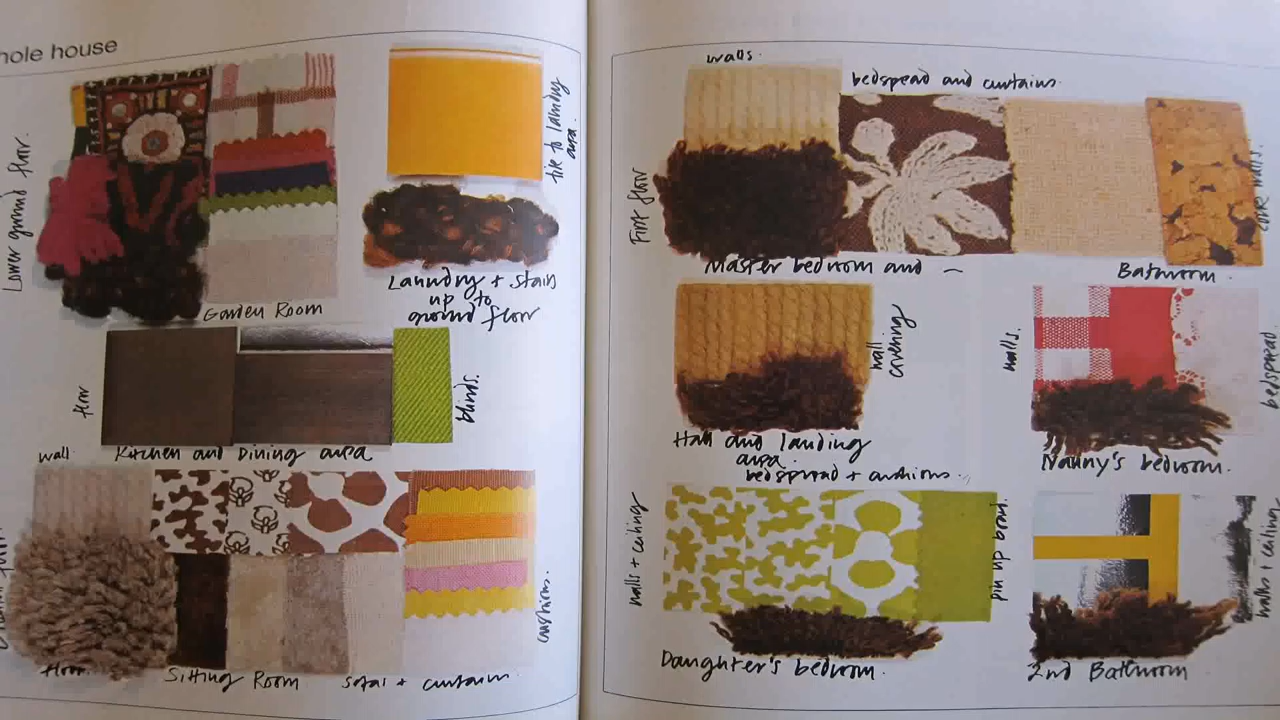 hole house
Lower ground floor.
Garden Room
tile to laundry
area.
Laundry + stairs
up to
ground floor
floor
blinds.
Kitchen and Dining area
wall
floor.
Sitting Room
sofas + curtains.
cushions.
walls.
bedspread and curtains.
First floor
Master bedroom and
Bathroom.
cork walls.
wall
covering
Hall and landing
area.
walls.
bedspread
Nanny's bedroom.
bedspread + cushions..
walls + ceiling
pin up board
Daughter's bedroom.
walls + ceiling
2nd Bathroom